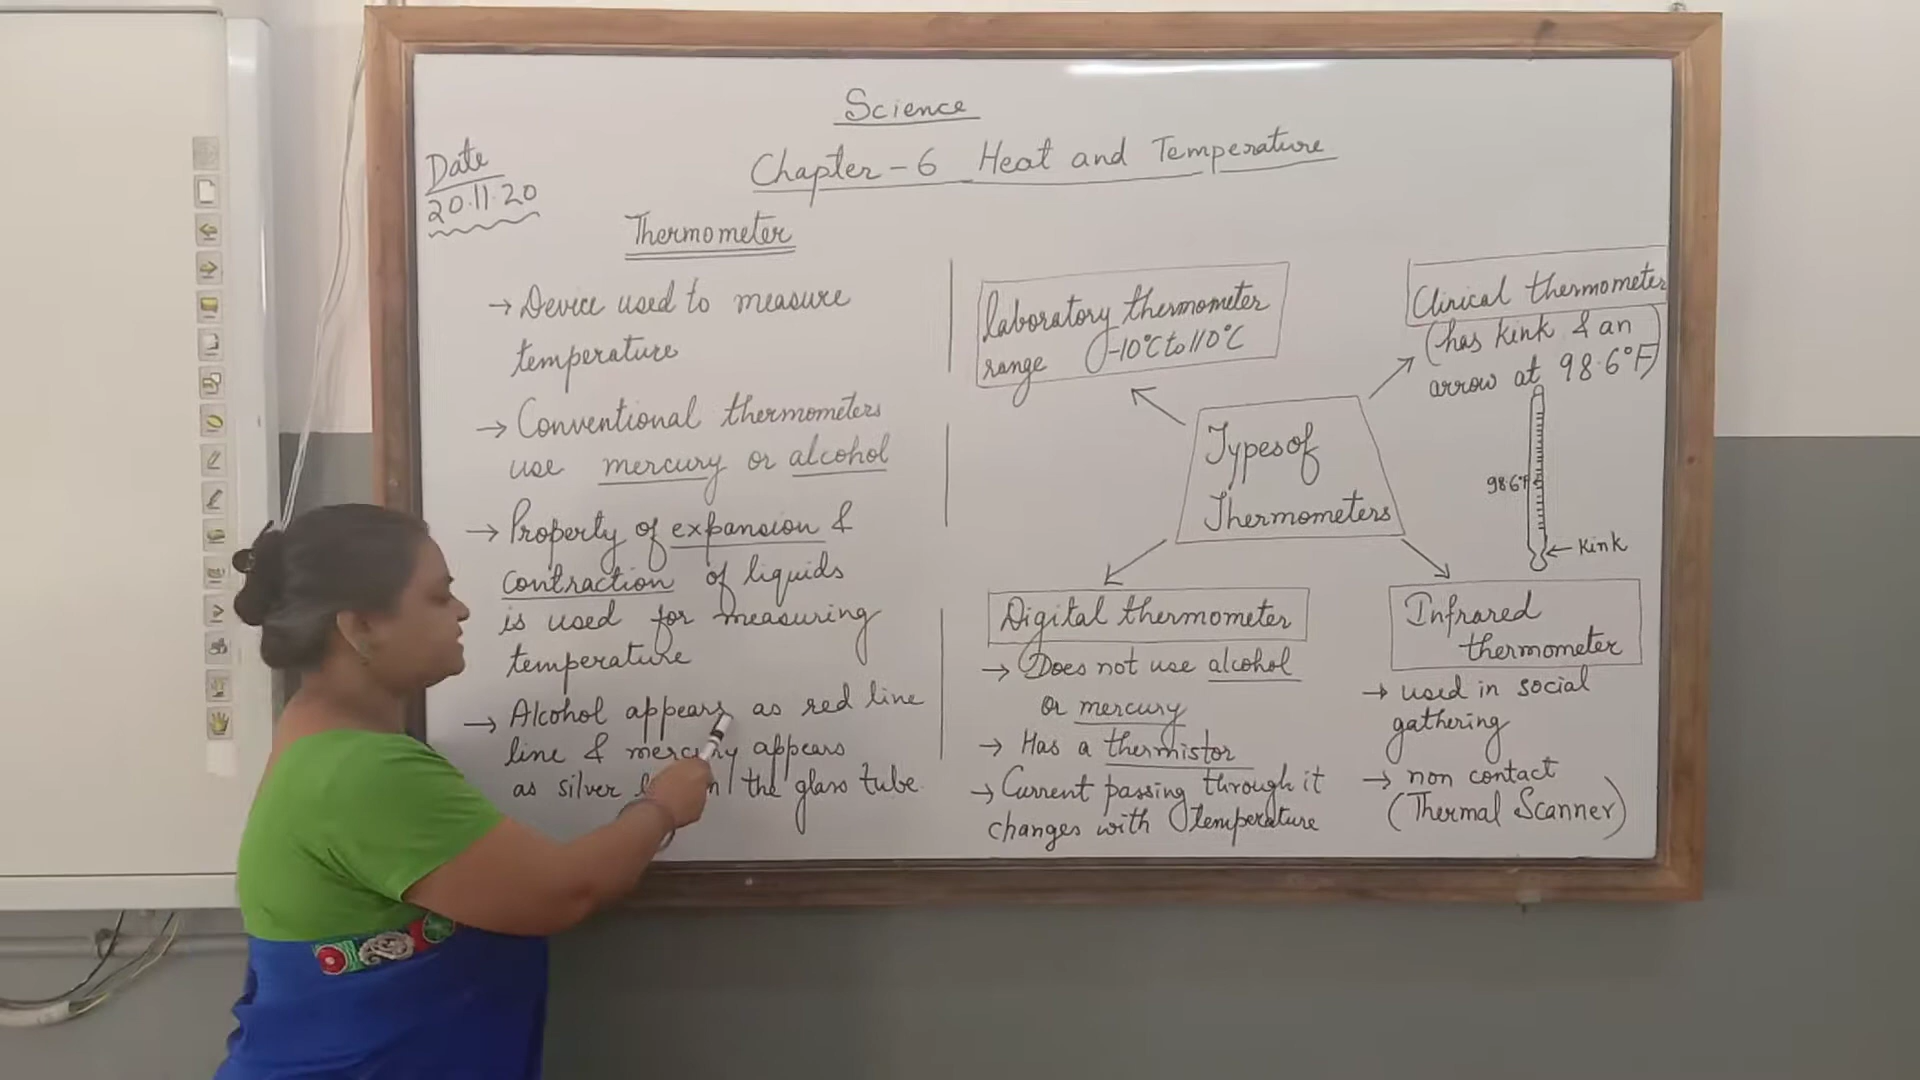 Science
Chapter - 6 Heat and Temperature
Date
20.11.20
Thermometer
→ Device used to measure
temperature
→ Conventional thermometers
use mercury or alcohol
→ Property of expansion &
contraction of liquids
is used for measuring
temperature
→ Alcohol appears as red line
line & mercury appears
as silver the glass tube
Laboratory thermometer
range -10°C to 110°C
Clinical thermometer
(has kink & an
arrow at 98.6°F)
98.6°F
← Kink
Types of
Thermometers
Digital thermometer
→ Does not use alcohol
or mercury
→ Has a thermistor
→ Current passing through it
changes with temperature
Infrared
thermometer
→ used in social
gathering
→ non contact
(Thermal Scanner)